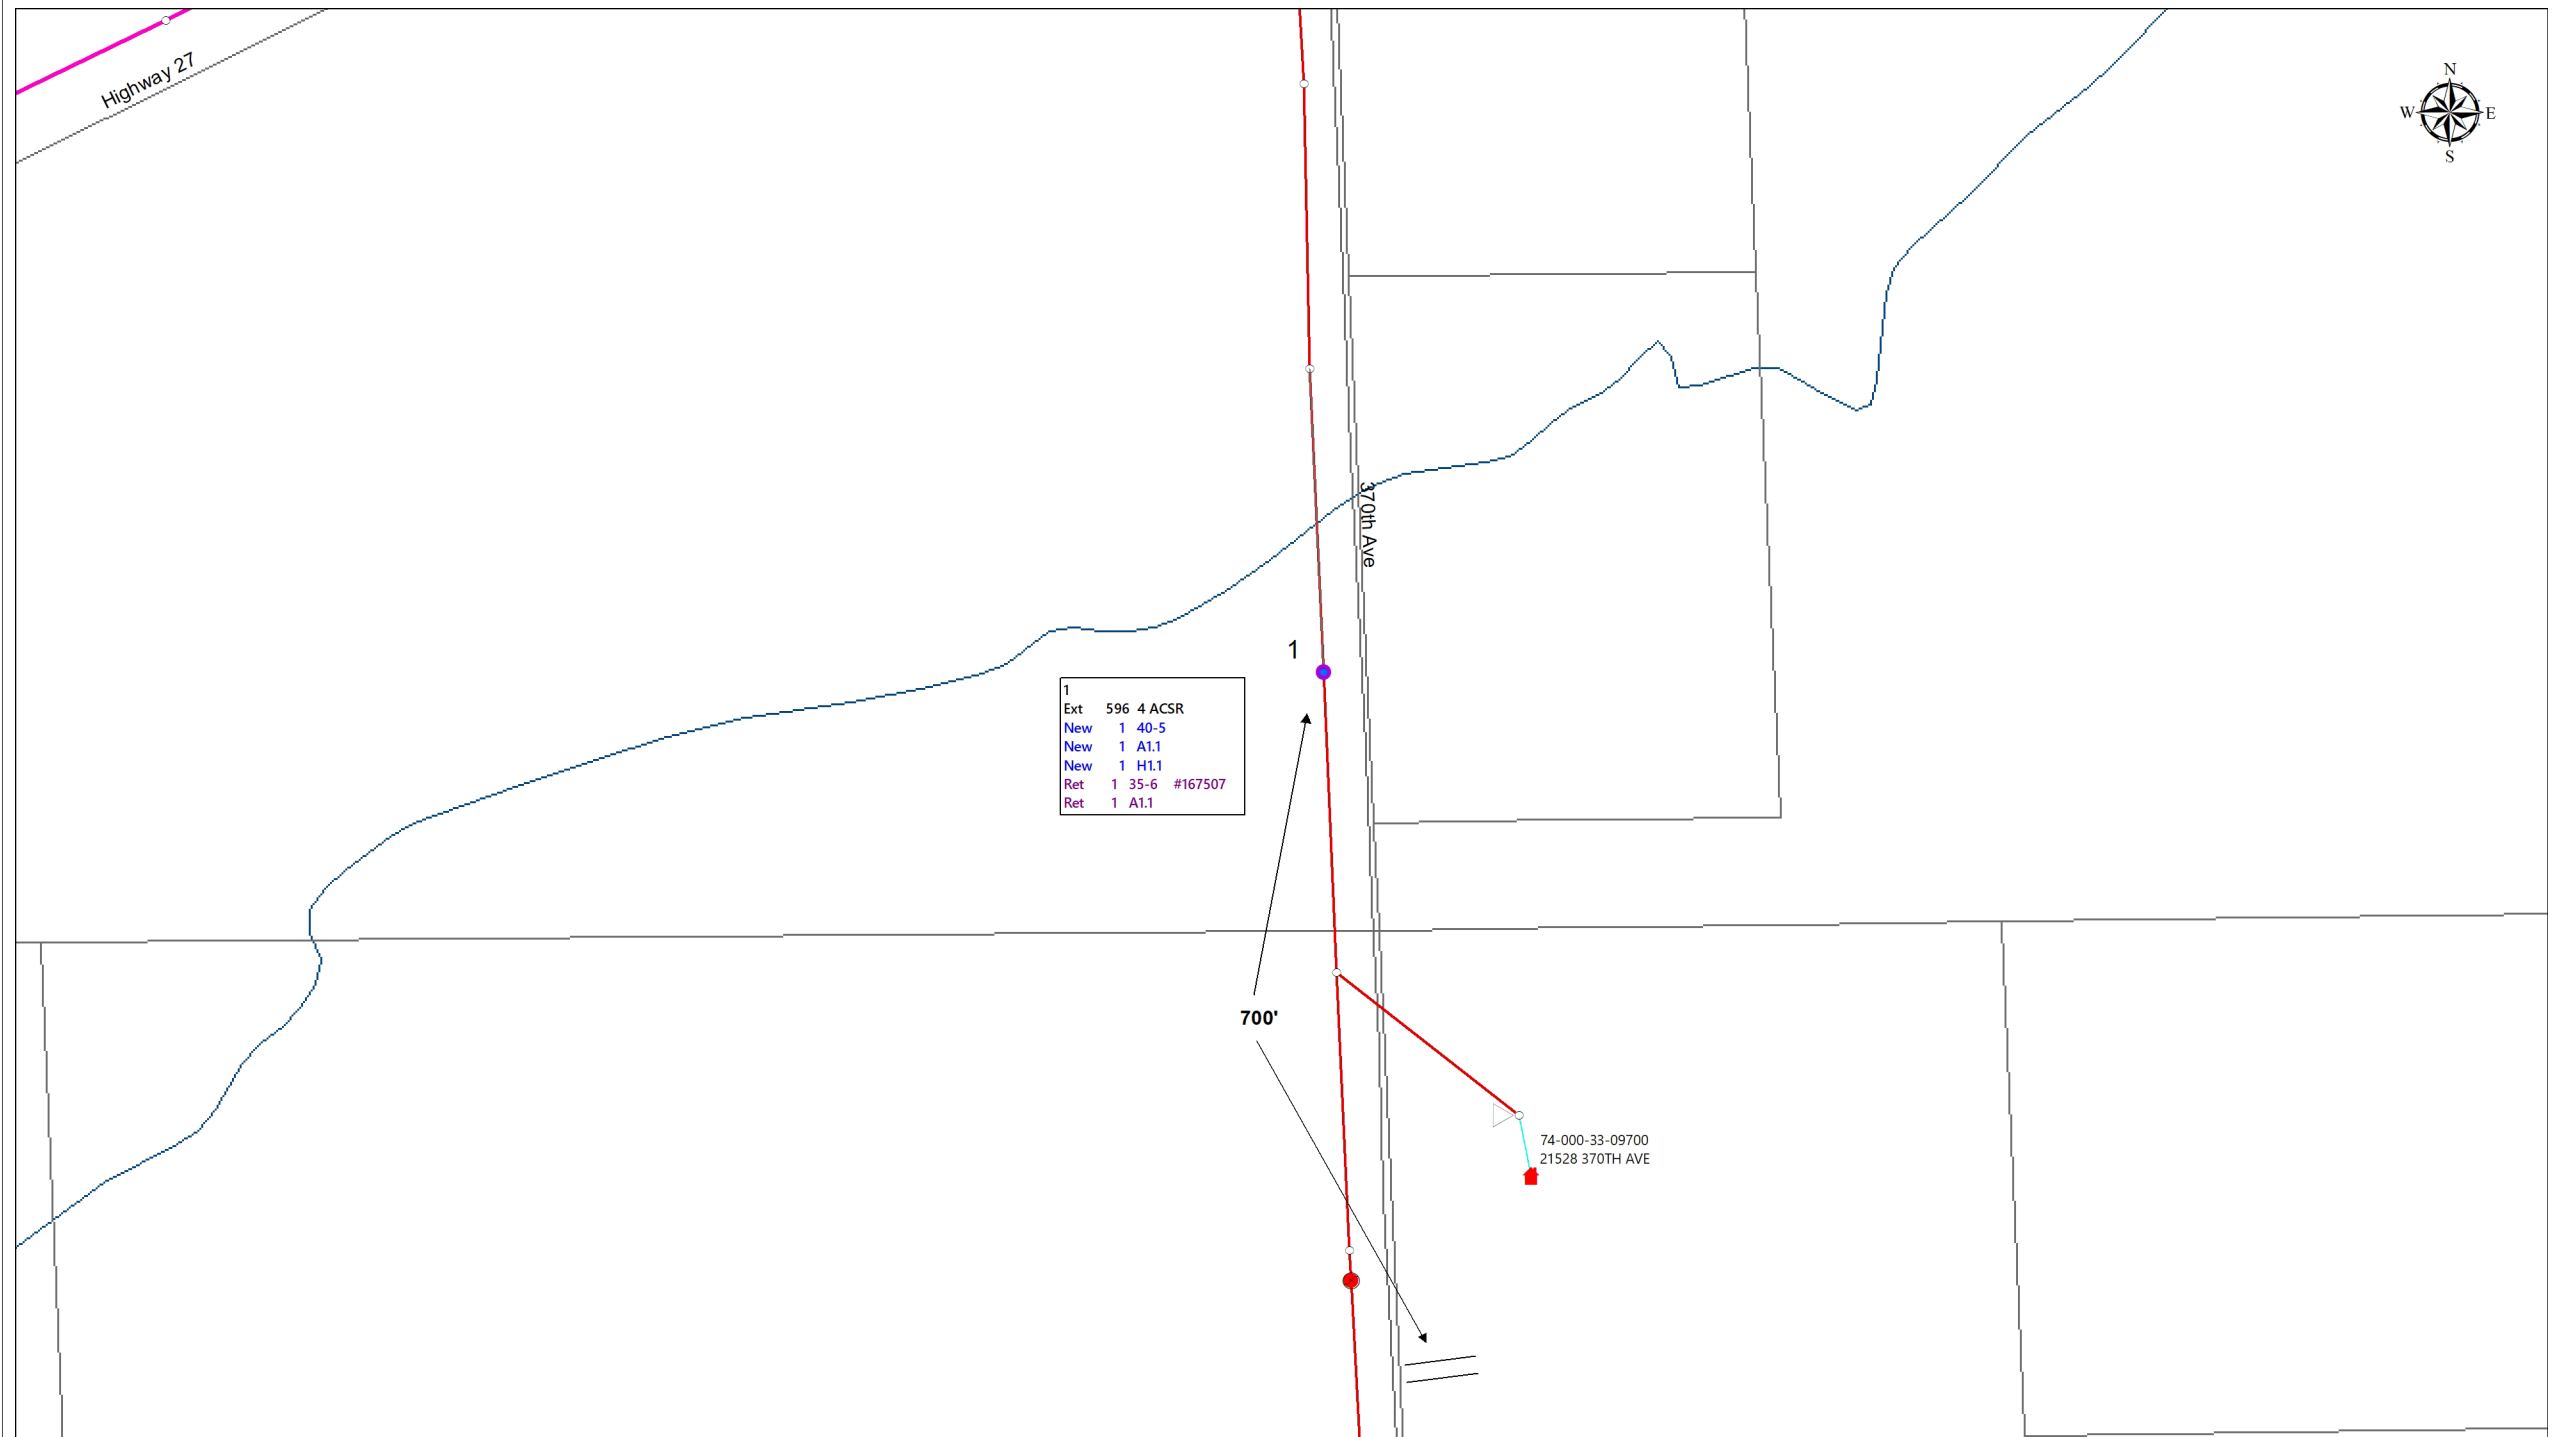 Highway 27
N
W E
S
370th Ave
1
1
Ext 596 4 ACSR
New 1 40-5
New 1 A1.1
New 1 H1.1
Ret 1 35-6 #167507
Ret 1 A1.1
700'
74-000-33-09700
21528 370TH AVE